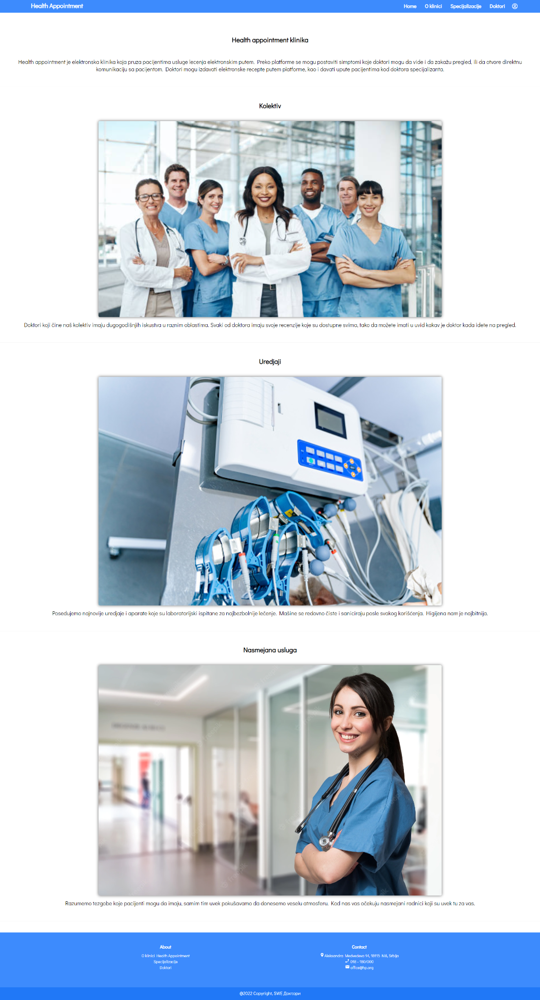 Health Appointment
Home O klinici Specijalizacije Doktori
Health appointment klinika
Health appointment je elektronska klinika koja pruza pacijentima usluge lecenja elektronskim putem. Preko platforme se mogu postaviti simptomi koje doktori mogu da vide i da zakažu pregled, ili da otvore direktnu
komunikaciju sa pacijentom. Doktori mogu izdavati elektronske recepte putem platforme, kao i davati upute pacijentima kod doktora specijalizanta.
Kolektiv
Doktori koji čine naš kolektiv imaju dugogodišnjih iskustva u raznim oblastima. Svaki od doktora imaju svoje recenzije koje su dostupne svima, tako da možete imati u uvid kakav je doktor kada idete na pregled.
Uredjaji
Posedujemo najnovije uredjaje i aparate koje su laboratorijski ispitane za najbezbolnije lečenje. Mašine se redovno čiste i saniciraju posle svakog korišćenja. Higijena nam je najbitnija.
Nasmejana usluga
Razumemo tezgobe koje pacijenti mogu da imaju, samim tim uvek pokušavamo da donesemo veselu atmosferu. Kod nas vas očekuju nasmejani radnici koji su uvek tu za vas.
About
O klinici Health Appointment
Specijalizacije
Doktori
Contact
Aleksandra Medvedeva 14, 18115 Niš, Srbija
018 - 180/000
office@hp.org
@2022 Copyright, SWE Доктори